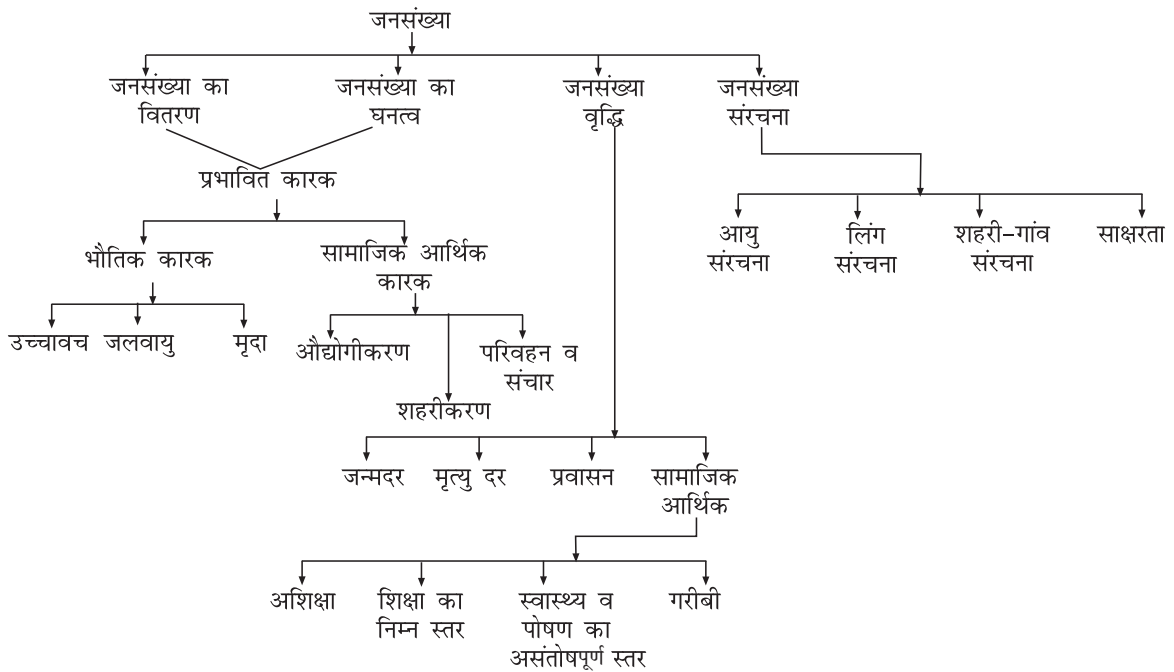 जनसंख्या
जनसंख्या का
वितरण
जनसंख्या का
घनत्व
जनसंख्या
वृद्धि
जनसंख्या
संरचना
प्रभावित कारक
भौतिक कारक
सामाजिक आर्थिक
कारक
आयु
संरचना
लिंग
संरचना
शहरी-गांव
संरचना
साक्षरता
उच्चावच
जलवायु
मृदा
औद्योगीकरण
परिवहन व
संचार
शहरीकरण
जन्मदर
मृत्यु दर
प्रवासन
सामाजिक
आर्थिक
अशिक्षा
शिक्षा का
निम्न स्तर
स्वास्थ्य व
पोषण का
असंतोषपूर्ण स्तर
गरीबी